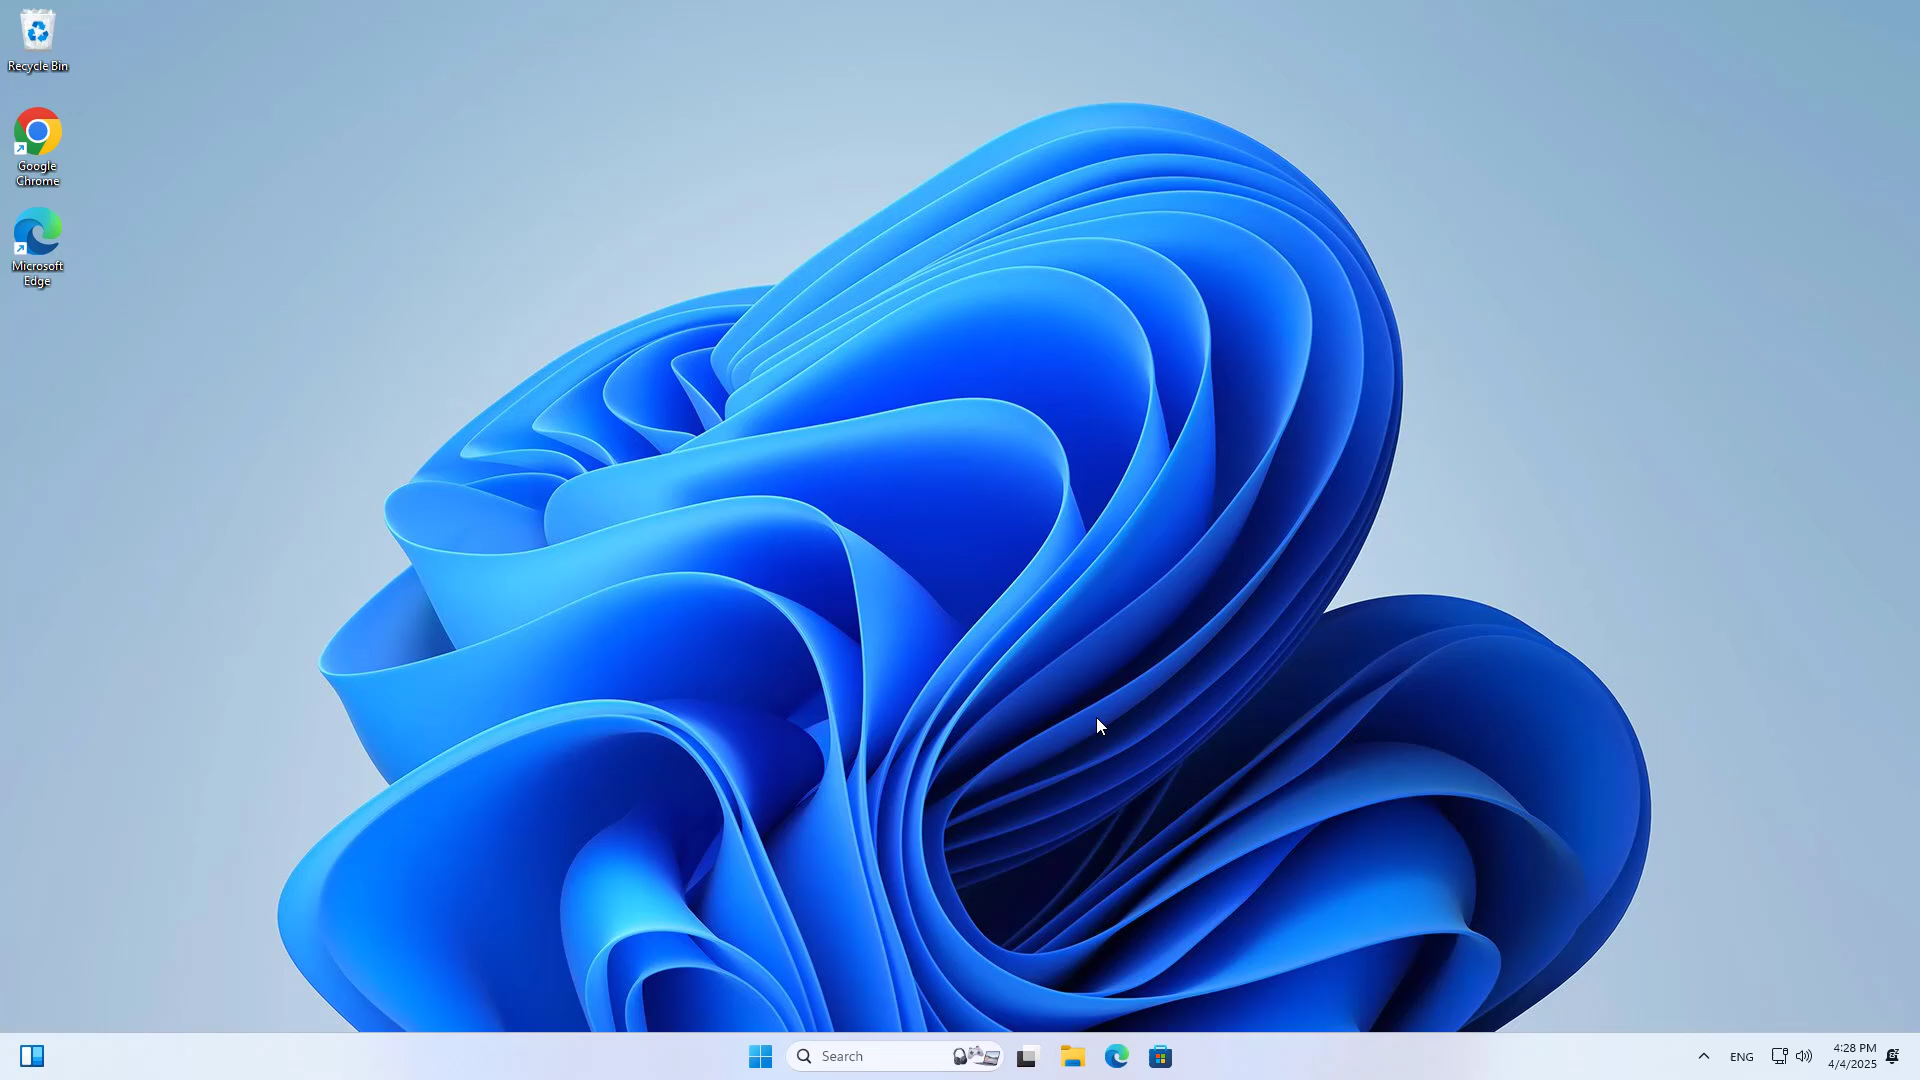 Recycle Bin
Google
Chrome
Microsoft
Edge
Search
ENG
4:28 PM
4/4/2025